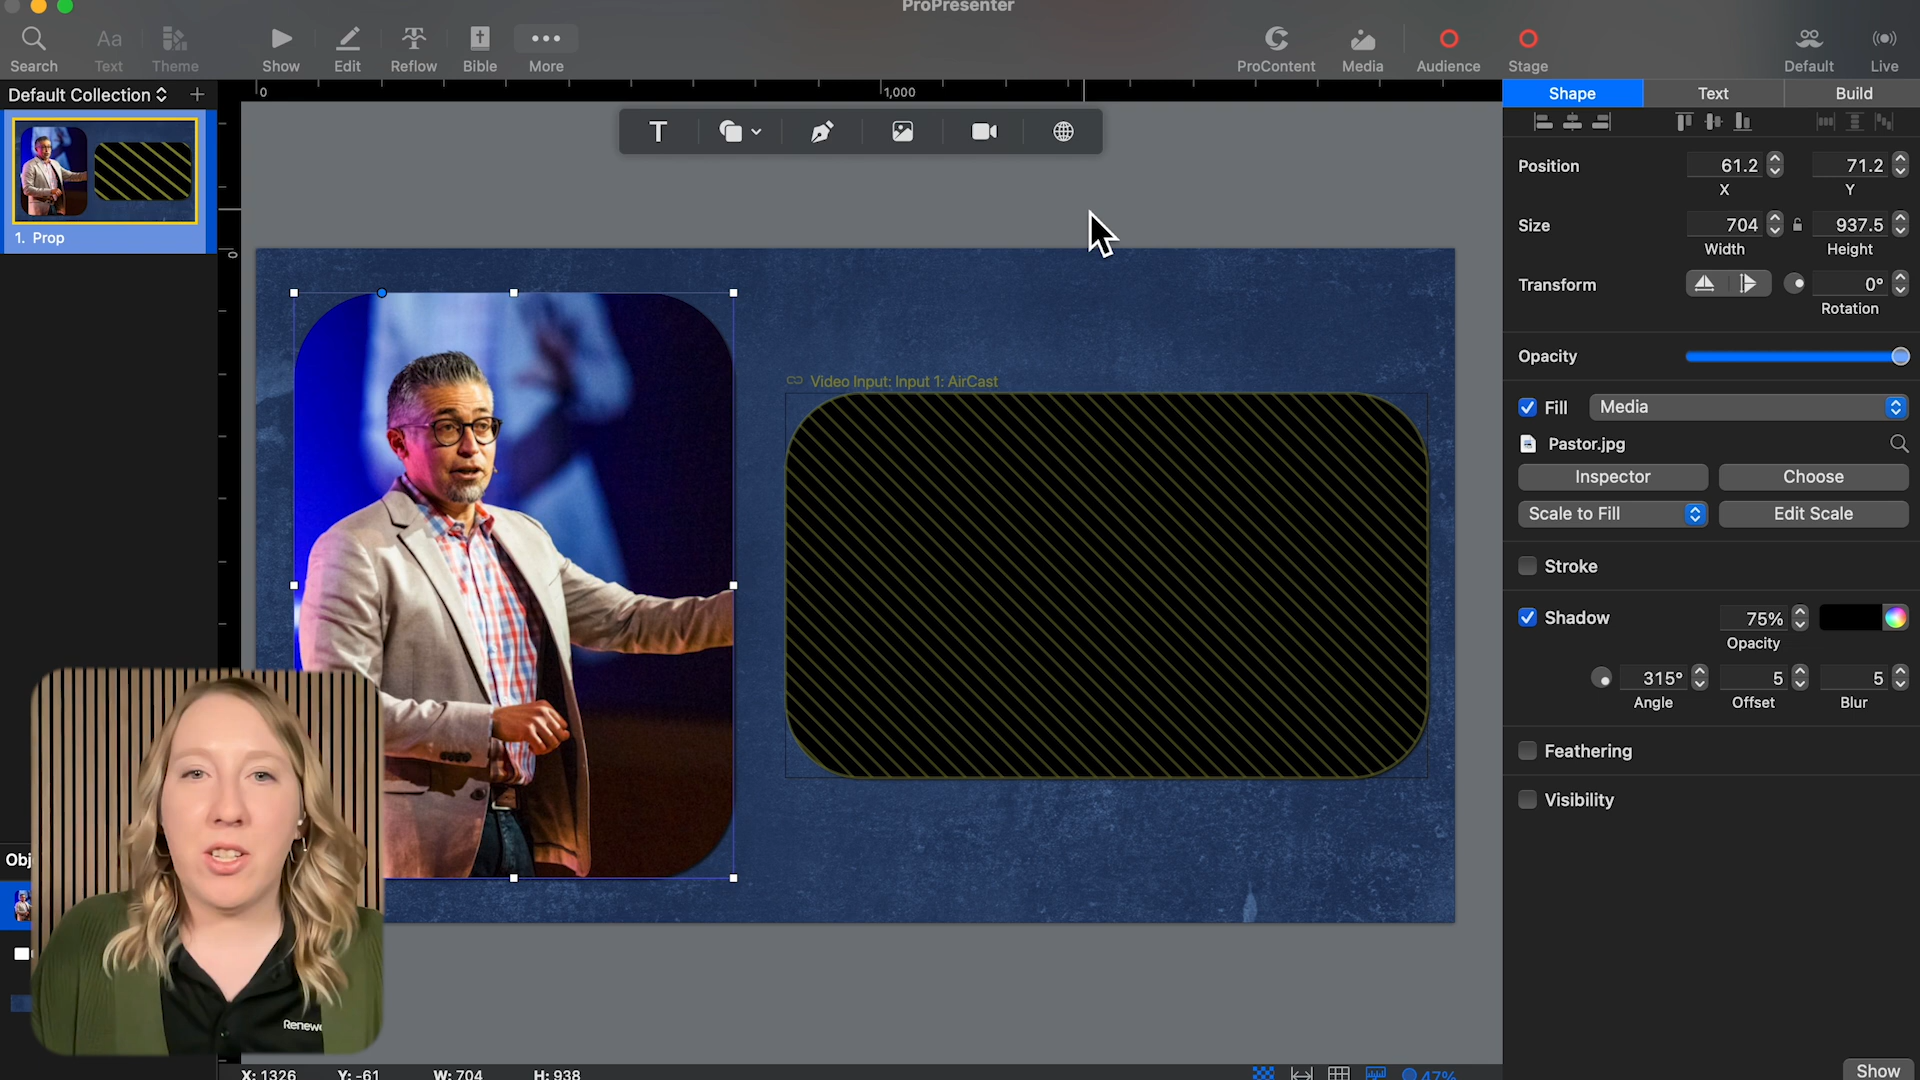 ProPresenter
Search
Text
Theme
Show
Edit
Reflow
Bible
More
ProContent
Media
Audience
Stage
Default
Live
Default Collection
0
1,000
0
1. Prop
Video Input: Input 1: AirCast
Shape
Text
Build
Position
61.2
71.2
X
Y
Size
704
937.5
Width
Height
Transform
0°
Rotation
Opacity
Fill
Media
Pastor.jpg
Inspector
Choose
Scale to Fill
Edit Scale
Stroke
Shadow
75%
Opacity
315°
5
5
Angle
Offset
Blur
Feathering
Visibility
Obj
Renewe
X: 1326
Y: -61
W: 704
H: 938
47%
Show